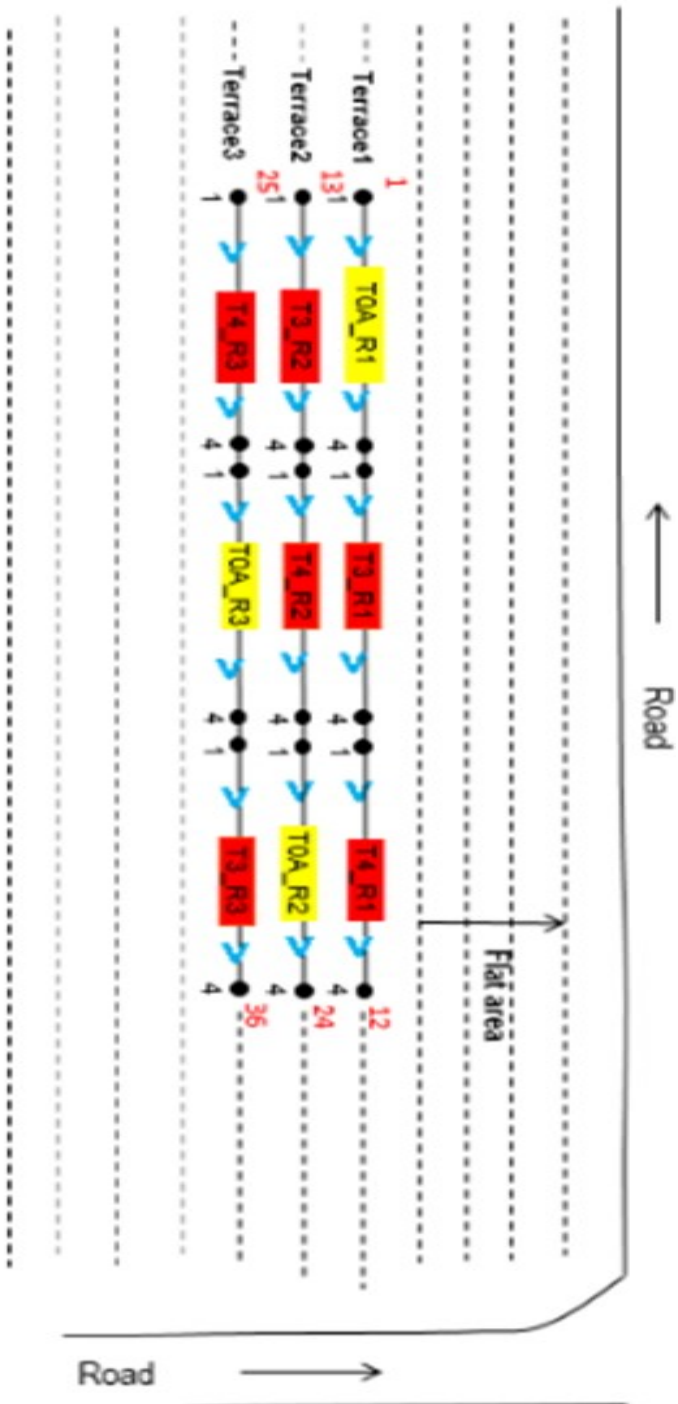 Road
Flat area
1 12
Terrace1 T0A_R1 T3_R1 T4_R1
13 1 4 1 4 1 4 24
Terrace2 T3_R2 T4_R2 T0A_R2
25 1 4 1 4 1 4 36
Terrace3 T4_R3 T0A_R3 T3_R3
1 4 1 4 1 4
Road